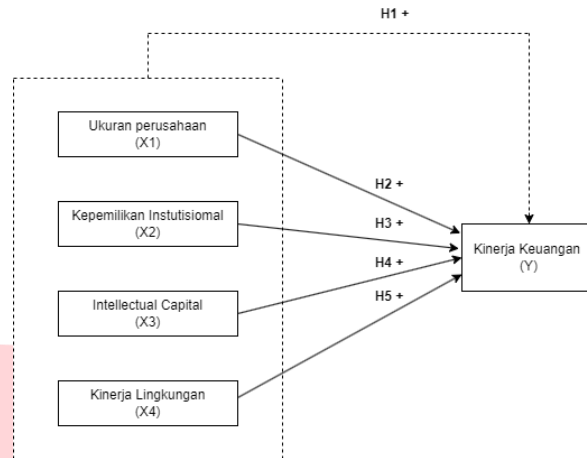 H1 +
Ukuran perusahaan
(X1)
H2 +
Kepemilikan Instutisiomal
(X2)
H3 +
Kinerja Keuangan
(Y)
H4 +
Intellectual Capital
(X3)
H5 +
Kinerja Lingkungan
(X4)